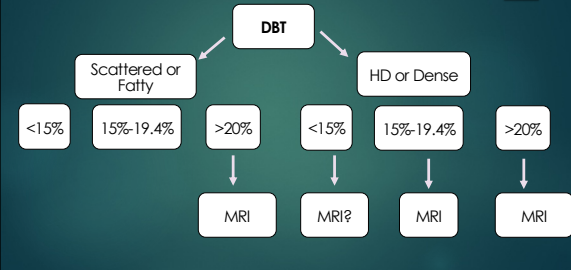 DBT
Scattered or
Fatty
HD or Dense
<15%
15%-19.4%
>20%
<15%
15%-19.4%
>20%
MRI
MRI?
MRI
MRI